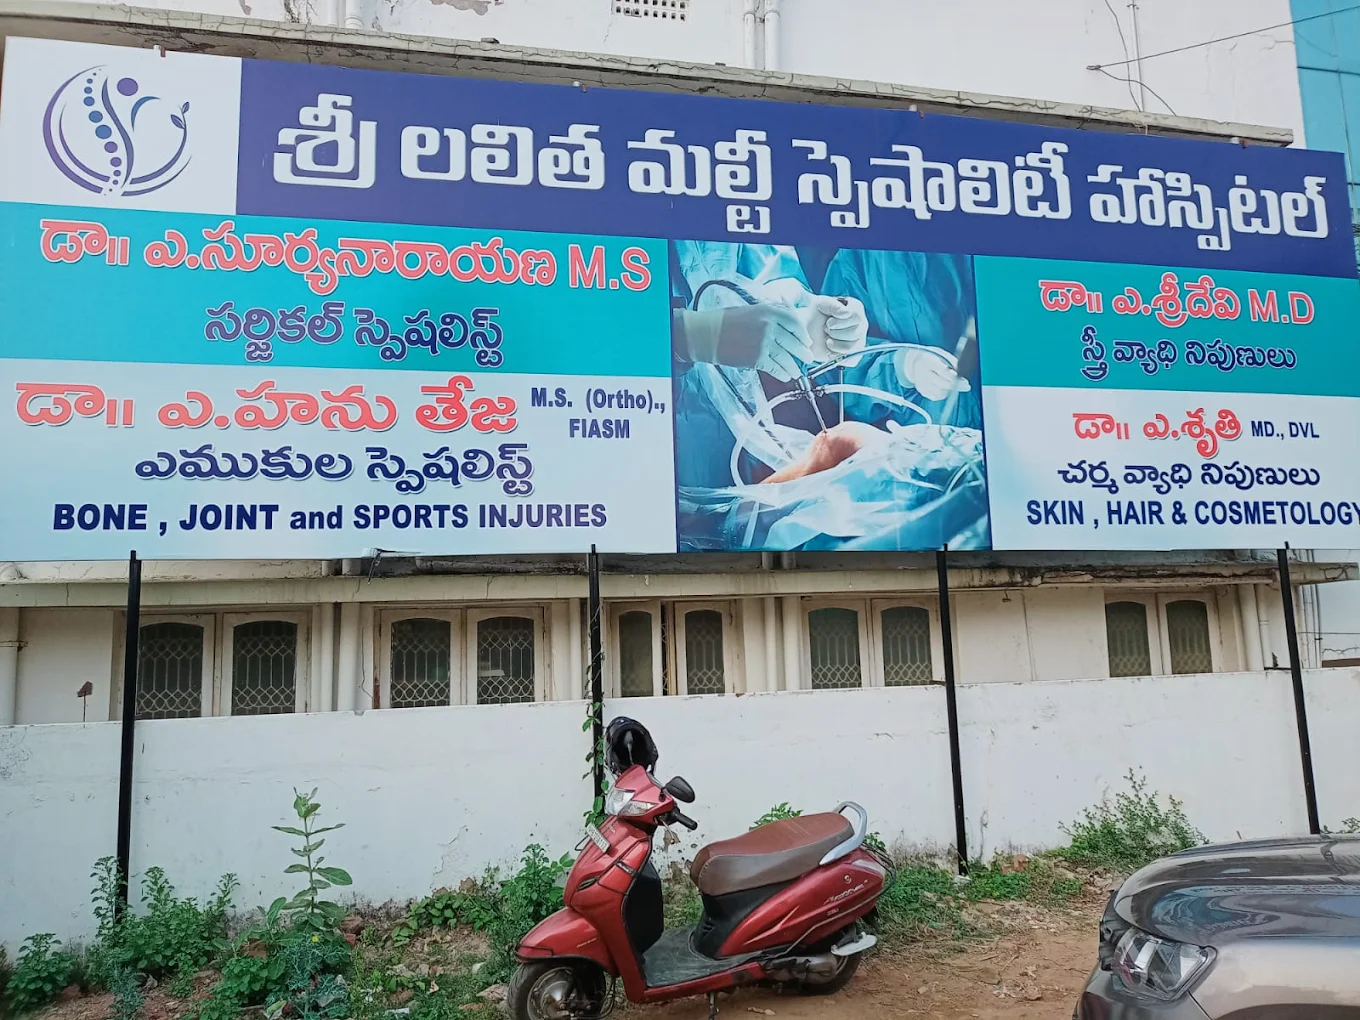 శ్రీ లలిత మల్టీ స్పెషాలిటీ హాస్పిటల్
డా॥ ఎ.సూర్యనారాయణ M.S
సర్జికల్ స్పెషలిస్ట్
డా॥ ఎ.హను తేజ M.S. (Ortho)., FIASM
ఎముకుల స్పెషలిస్ట్
BONE , JOINT and SPORTS INJURIES
డా॥ ఎ.శ్రీదేవి M.D
స్త్రీ వ్యాధి నిపుణులు
డా॥ ఎ.శృతి MD., DVL
చర్మ వ్యాధి నిపుణులు
SKIN , HAIR & COSMETOLOGY